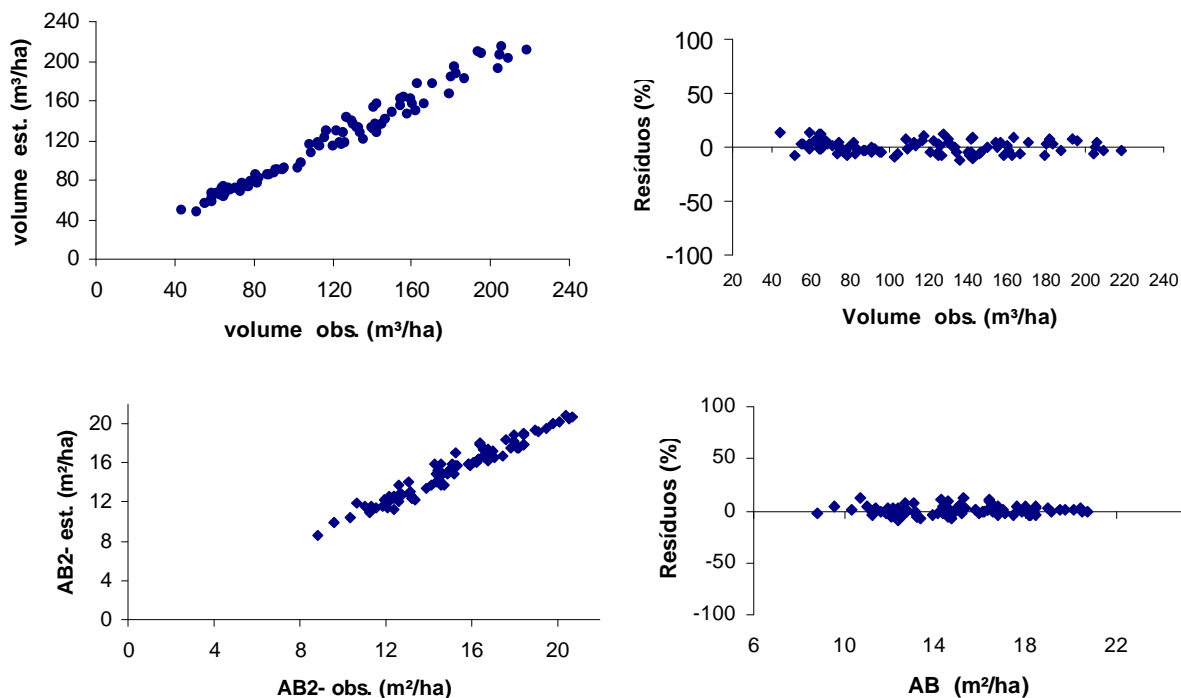 240
200
160
120
80
40
0
volume est. (m³/ha)
0 40 80 120 160 200 240
volume obs. (m³/ha)
100
50
0
-50
-100
Resíduos (%)
20 40 60 80 100 120 140 160 180 200 220 240
Volume obs. (m³/ha)
20
16
12
8
4
0
AB2- est. (m²/ha)
0 4 8 12 16 20
AB2- obs. (m²/ha)
100
50
0
-50
-100
Resíduos (%)
6 10 14 18 22
AB (m²/ha)